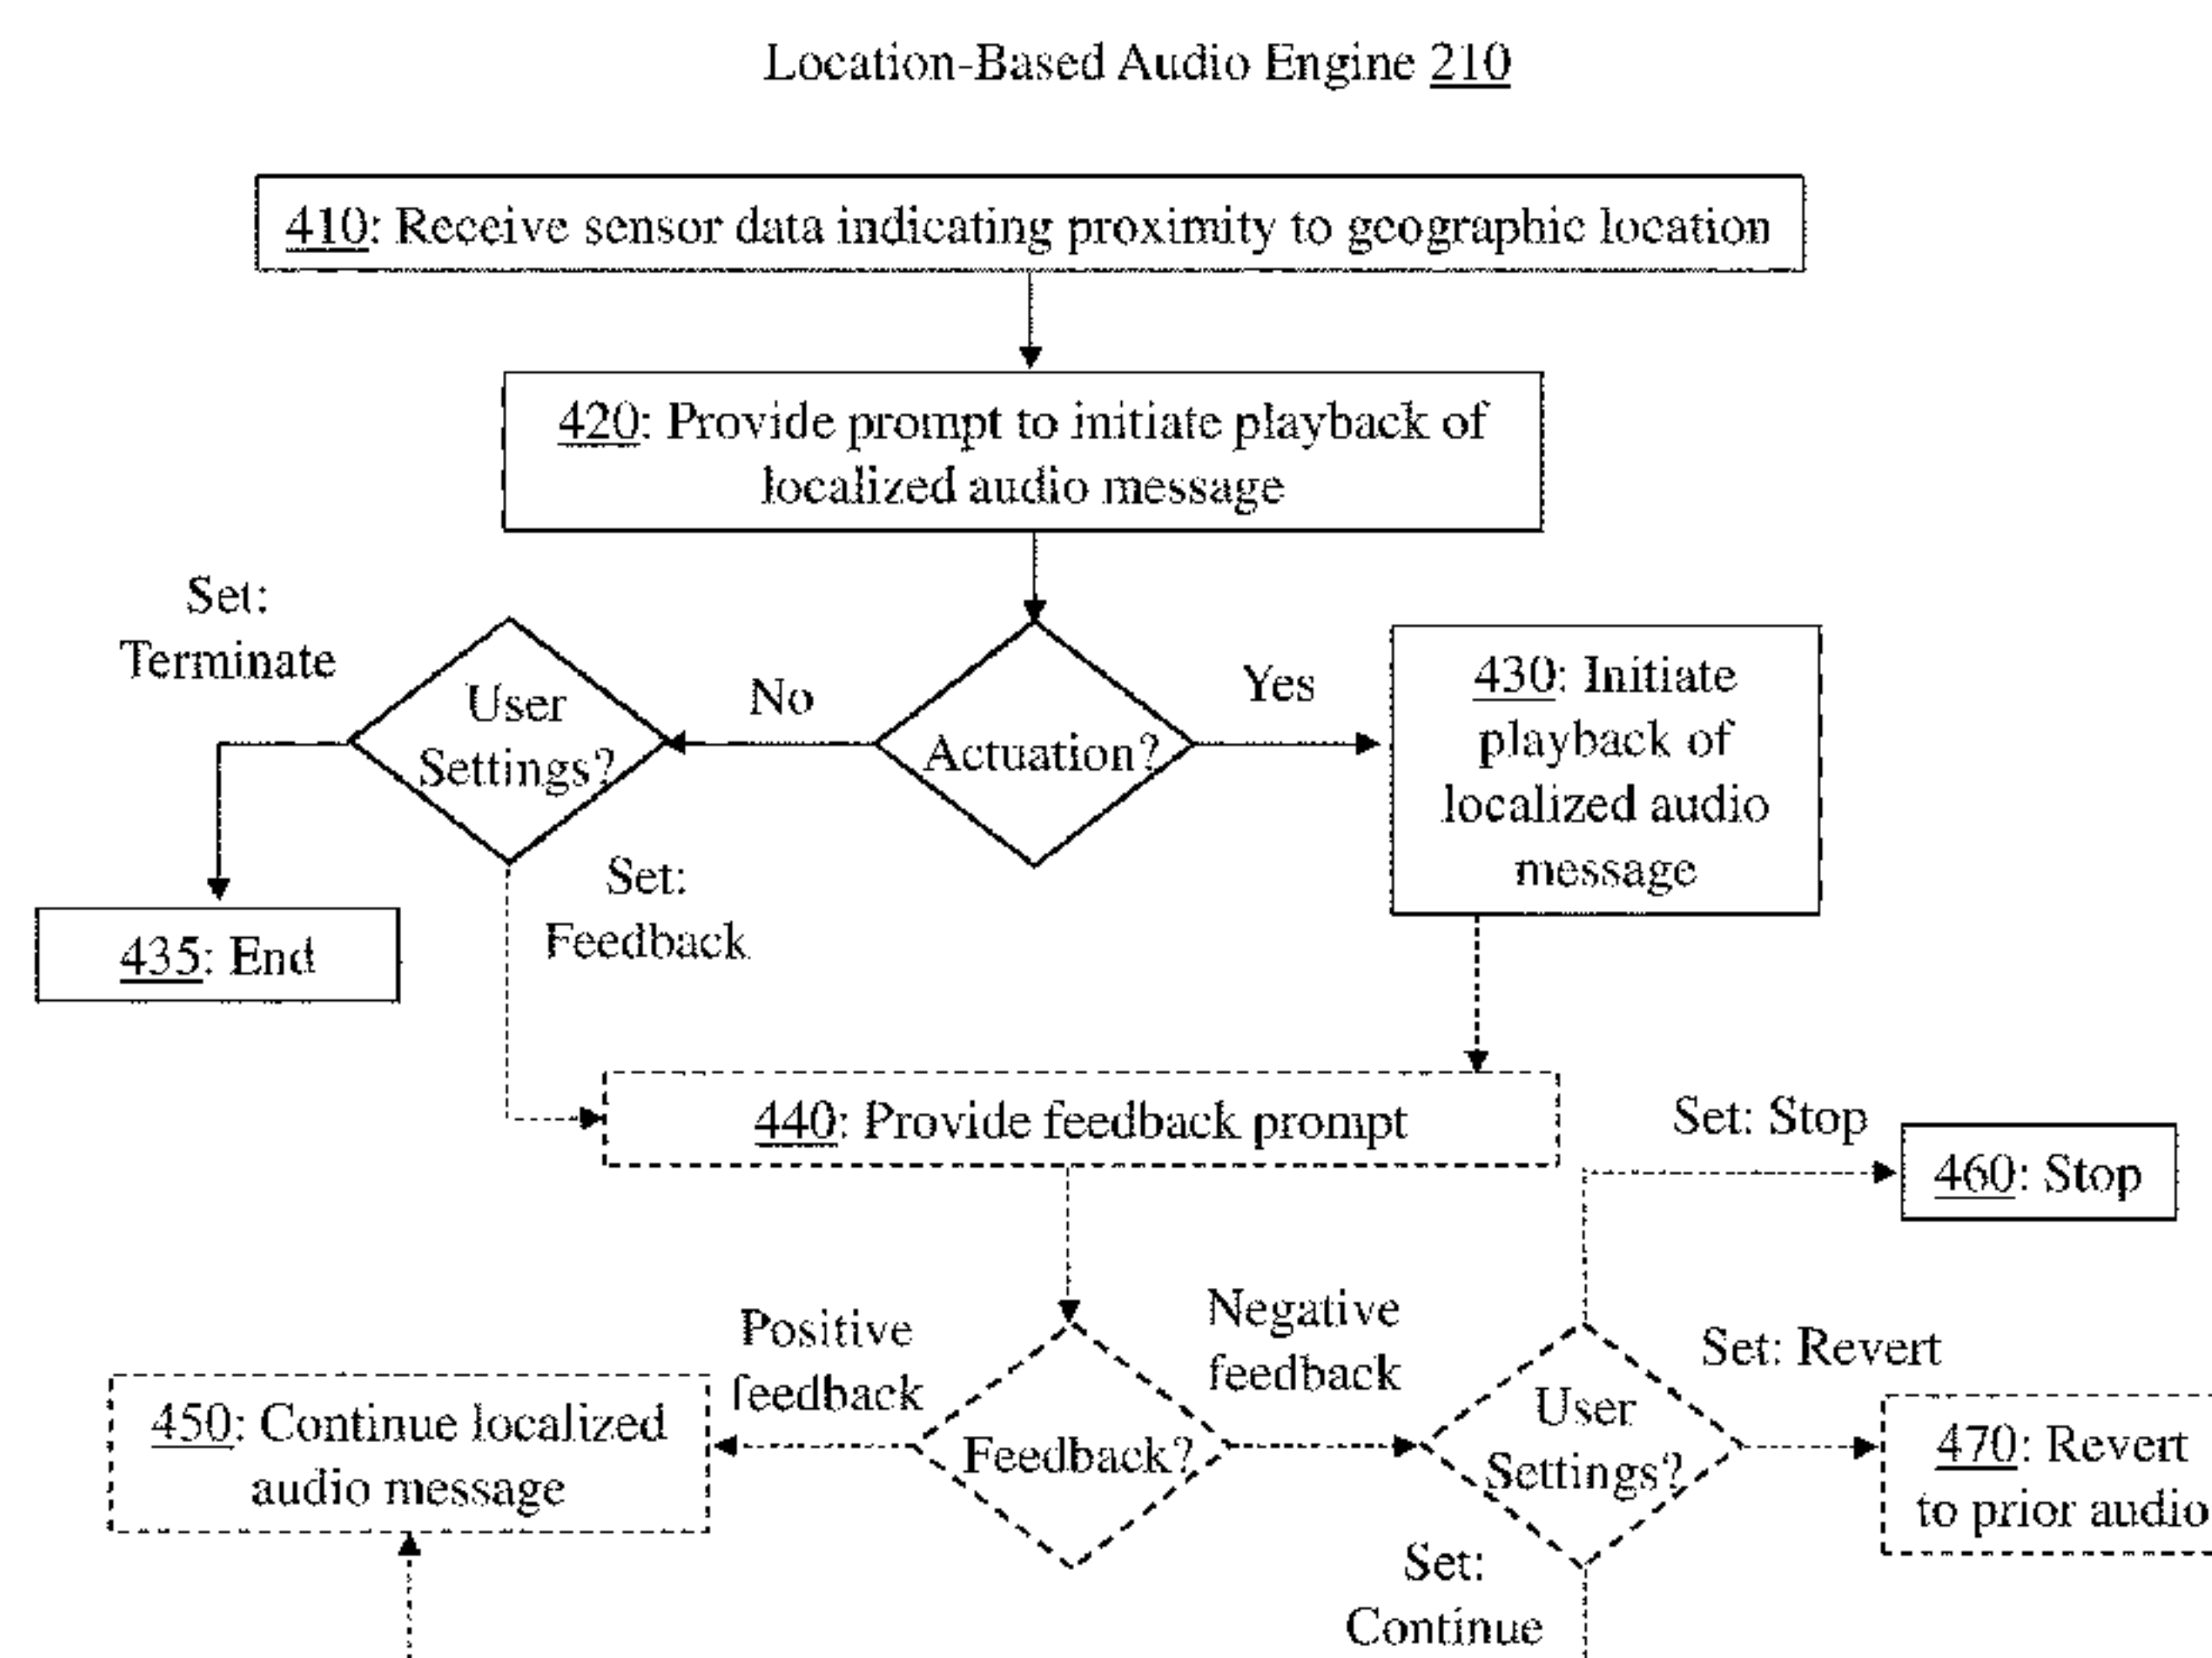 Location-Based Audio Engine 210
410: Receive sensor data indicating proximity to geographic location
420: Provide prompt to initiate playback of
localized audio message
Set:
Terminate
User
Settings?
No
Actuation?
Yes
430: Initiate
playback of
localized audio
message
435: End
Set:
Feedback
440: Provide feedback prompt
Set: Stop
460: Stop
Positive
feedback
Negative
feedback
450: Continue localized
audio message
Feedback?
User
Settings?
Set: Revert
470: Revert
to prior audio
Set:
Continue